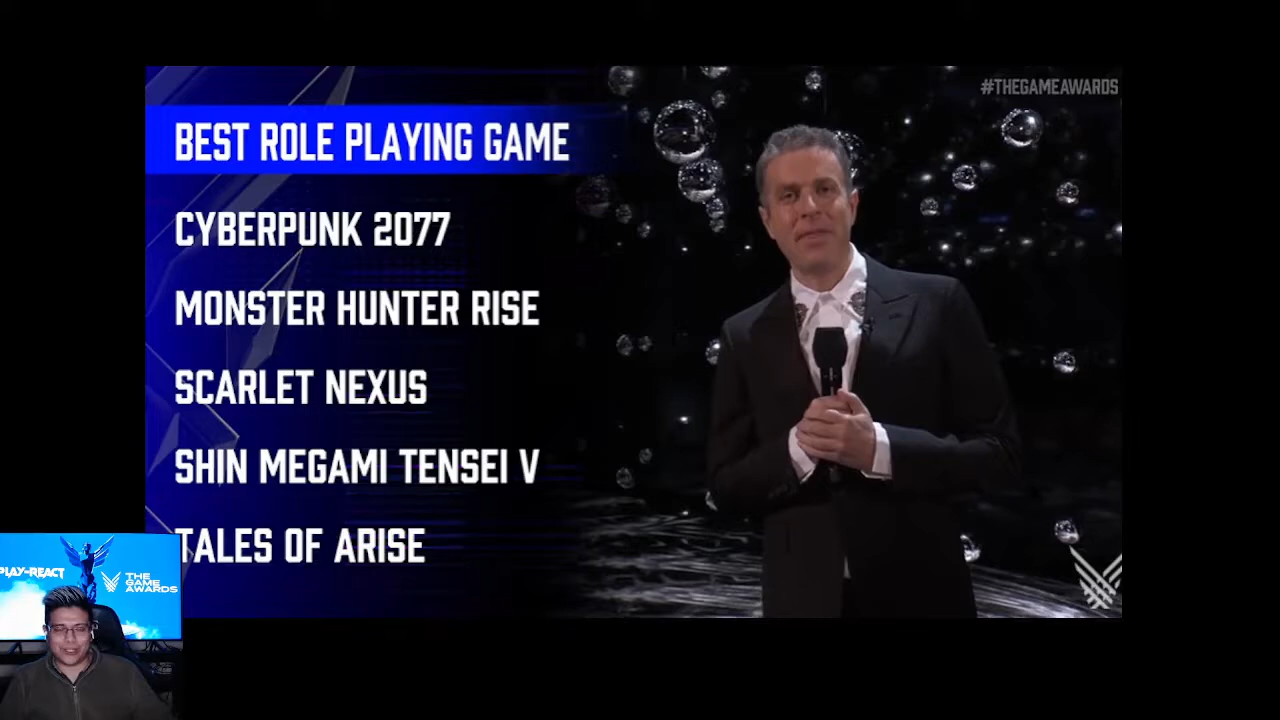 #THEGAMEAWARDS
BEST ROLE PLAYING GAME
CYBERPUNK 2077
MONSTER HUNTER RISE
SCARLET NEXUS
SHIN MEGAMI TENSEI V
TALES OF ARISE
PLAY-REACT
THE
GAME
AWARDS